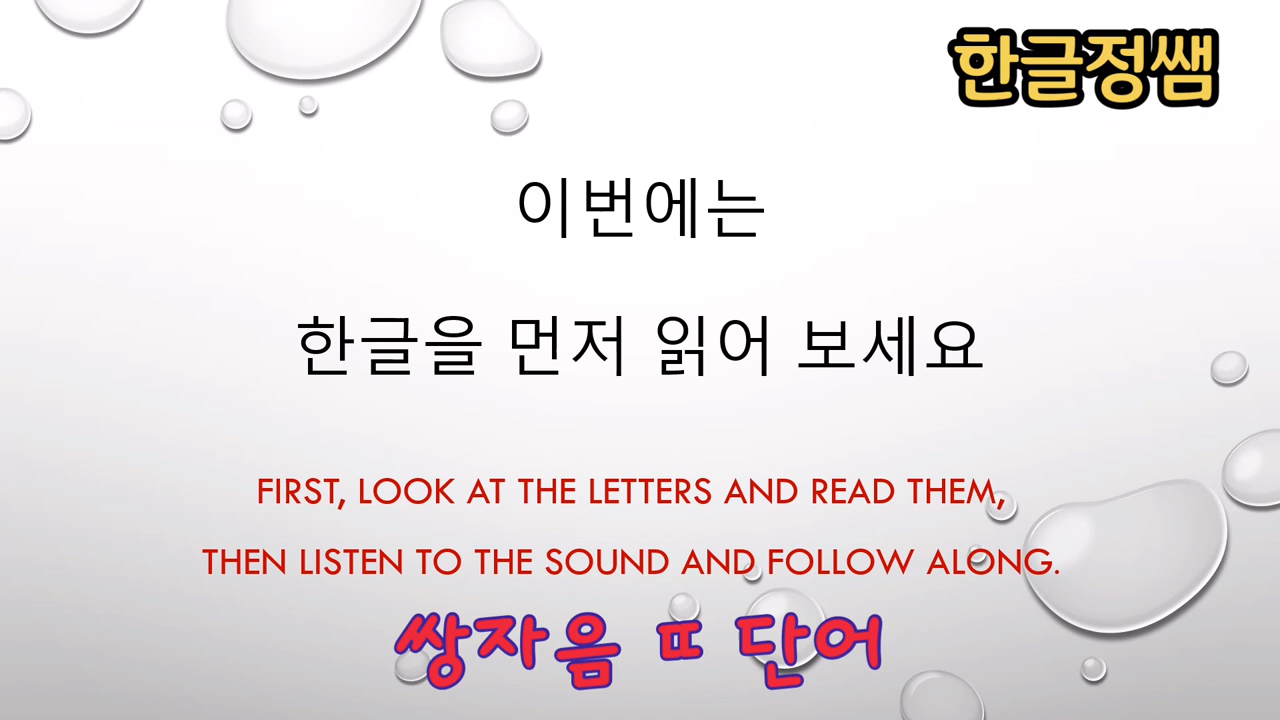 한글정쌤
이번에는
한글을 먼저 읽어 보세요
FIRST, LOOK AT THE LETTERS AND READ THEM,
THEN LISTEN TO THE SOUND AND FOLLOW ALONG.
쌍자음 ㄸ 단어